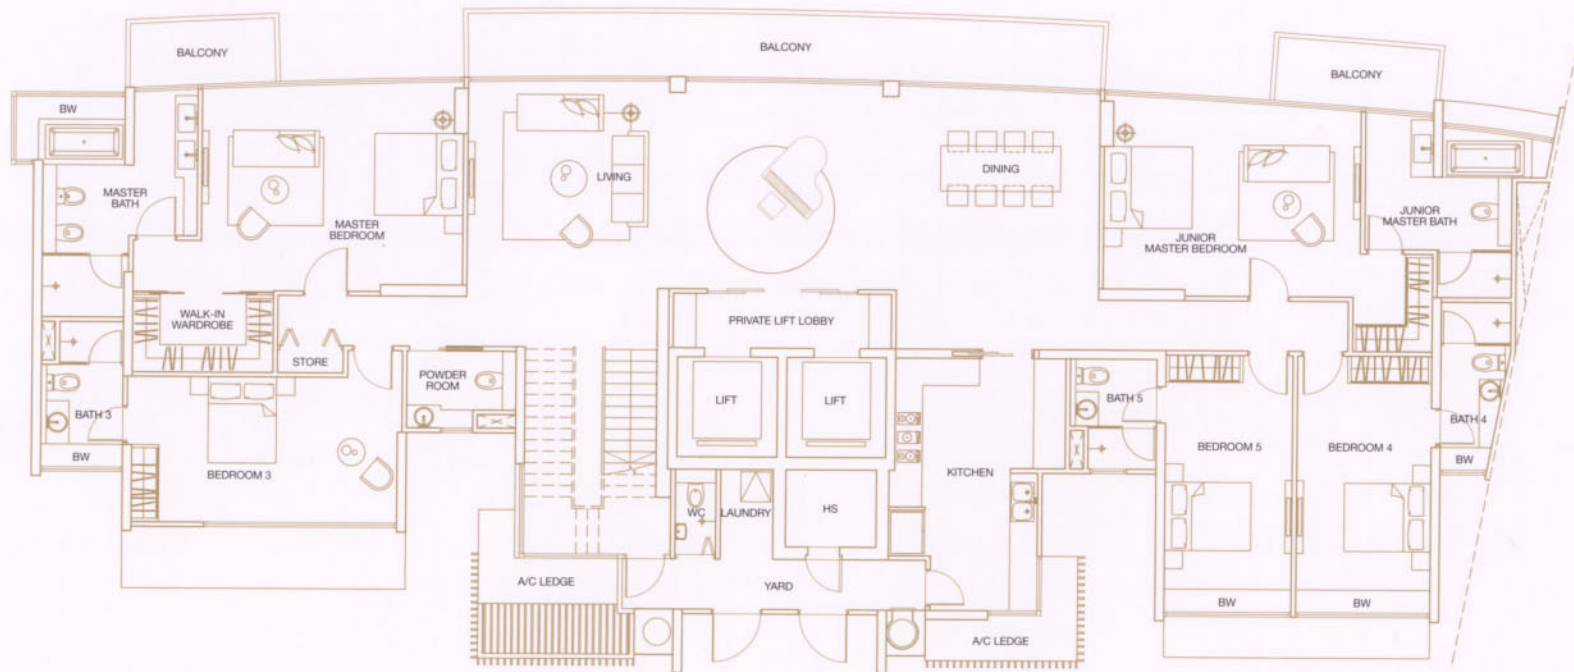 BALCONY
BALCONY
BALCONY
BW
LIVING
DINING
MASTER
BATH
MASTER
BEDROOM
JUNIOR
MASTER BEDROOM
JUNIOR
MASTER BATH
WALK-IN
WARDROBE
PRIVATE LIFT LOBBY
STORE
POWDER
ROOM
LIFT
LIFT
BATH 3
BATH 5
BATH 4
BW
BEDROOM 3
BEDROOM 5
BEDROOM 4
BW
KITCHEN
WC
LAUNDRY
HS
A/C LEDGE
YARD
BW
BW
A/C LEDGE